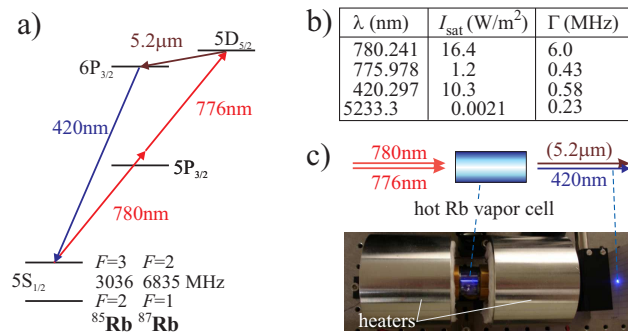 a)
5.2µm
5D5/2
6P3/2
420nm
776nm
5P3/2
780nm
5S1/2
F=3 F=2
3036 6835 MHz
F=2 F=1
85Rb 87Rb
b)
λ (nm) Isat (W/m2) Γ (MHz)
780.241 16.4 6.0
775.978 1.2 0.43
420.297 10.3 0.58
5233.3 0.0021 0.23
c)
780nm (5.2µm)
776nm 420nm
hot Rb vapor cell
heaters